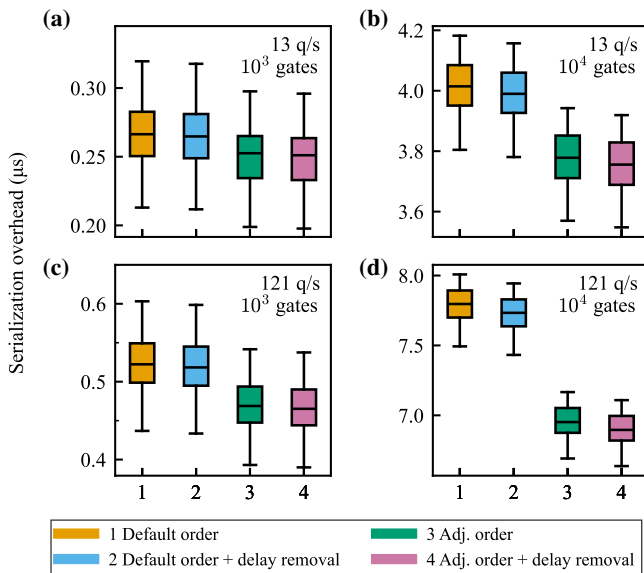 (a)
13 q/s
10³ gates
0.30
0.25
0.20
(b)
13 q/s
10⁴ gates
4.2
4.0
3.8
3.6
Serialization overhead (μs)
(c)
121 q/s
10³ gates
0.6
0.5
0.4
1 2 3 4
(d)
121 q/s
10⁴ gates
8.0
7.5
7.0
1 2 3 4
1 Default order
2 Default order + delay removal
3 Adj. order
4 Adj. order + delay removal